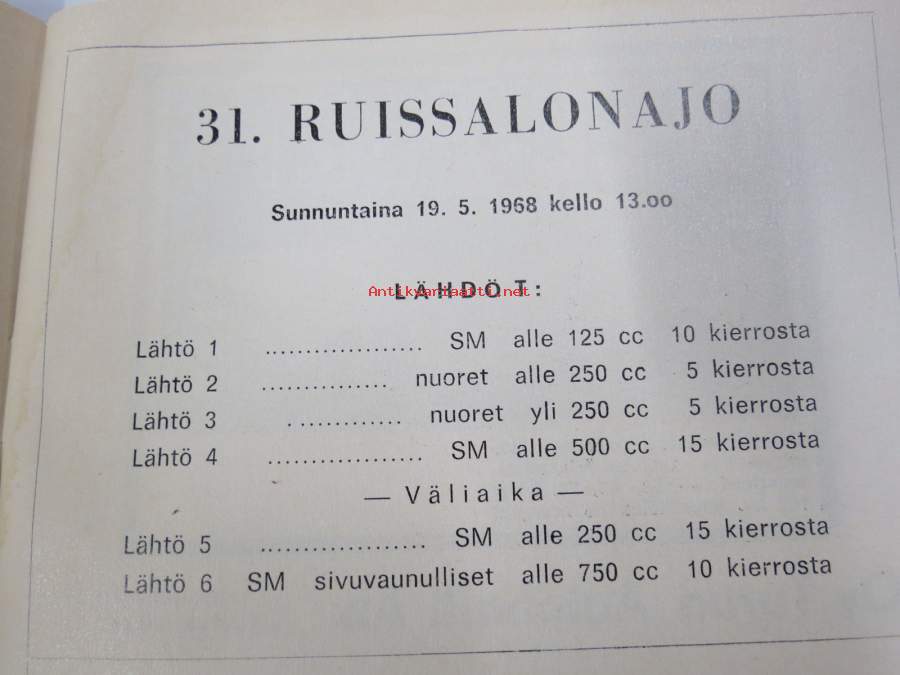 31. RUISSALONAJO
Sunnuntaina 19. 5. 1968 kello 13.oo
LÄHDÖT:
Antikvariaatti.net
Lähtö 1 .................... SM alle 125 cc 10 kierrosta
Lähtö 2 ................ nuoret alle 250 cc 5 kierrosta
Lähtö 3 . ............. nuoret yli 250 cc 5 kierrosta
Lähtö 4 .................... SM alle 500 cc 15 kierrosta
— Väliaika —
Lähtö 5 ..................... SM alle 250 cc 15 kierrosta
Lähtö 6 SM sivuvaunulliset alle 750 cc 10 kierrosta